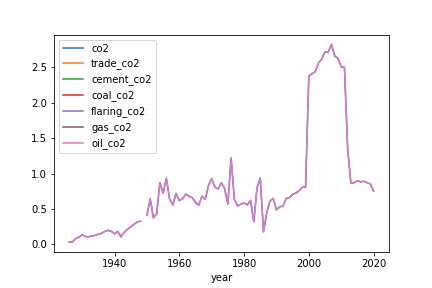 co2
trade_co2
cement_co2
coal_co2
flaring_co2
gas_co2
oil_co2
2.5
2.0
1.5
1.0
0.5
0.0
1940 1960 1980 2000 2020
year